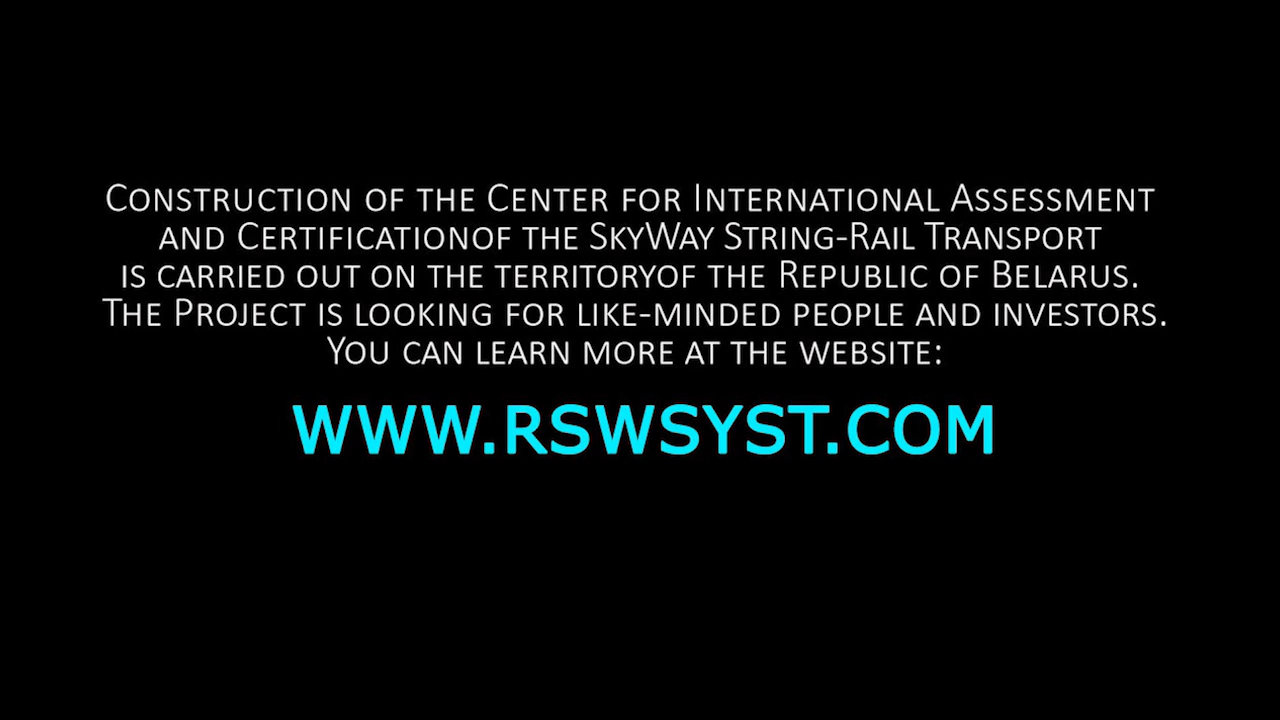 Construction of the Center for International Assessment
and Certificationof the SkyWay String-Rail Transport
is carried out on the territoryof the Republic of Belarus.
The Project is looking for like-minded people and investors.
You can learn more at the website:
WWW.RSWSYST.COM